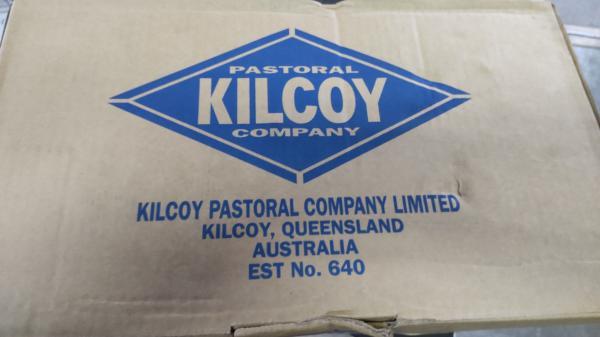 PASTORAL
KILCOY
COMPANY
KILCOY PASTORAL COMPANY LIMITED
KILCOY, QUEENSLAND
AUSTRALIA
EST No. 640